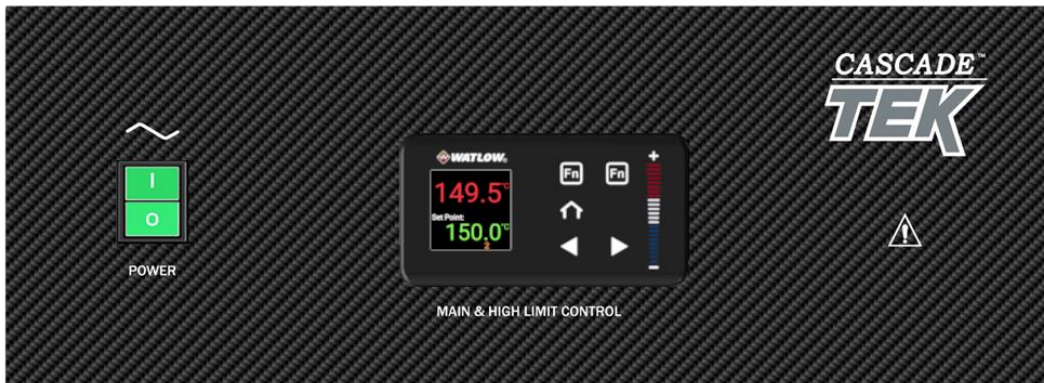 CASCADE™
TEK
WATLOW®
+
Fn Fn
149.5°C
Set Point:
150.0°C
2
I
O
POWER
–
MAIN & HIGH LIMIT CONTROL